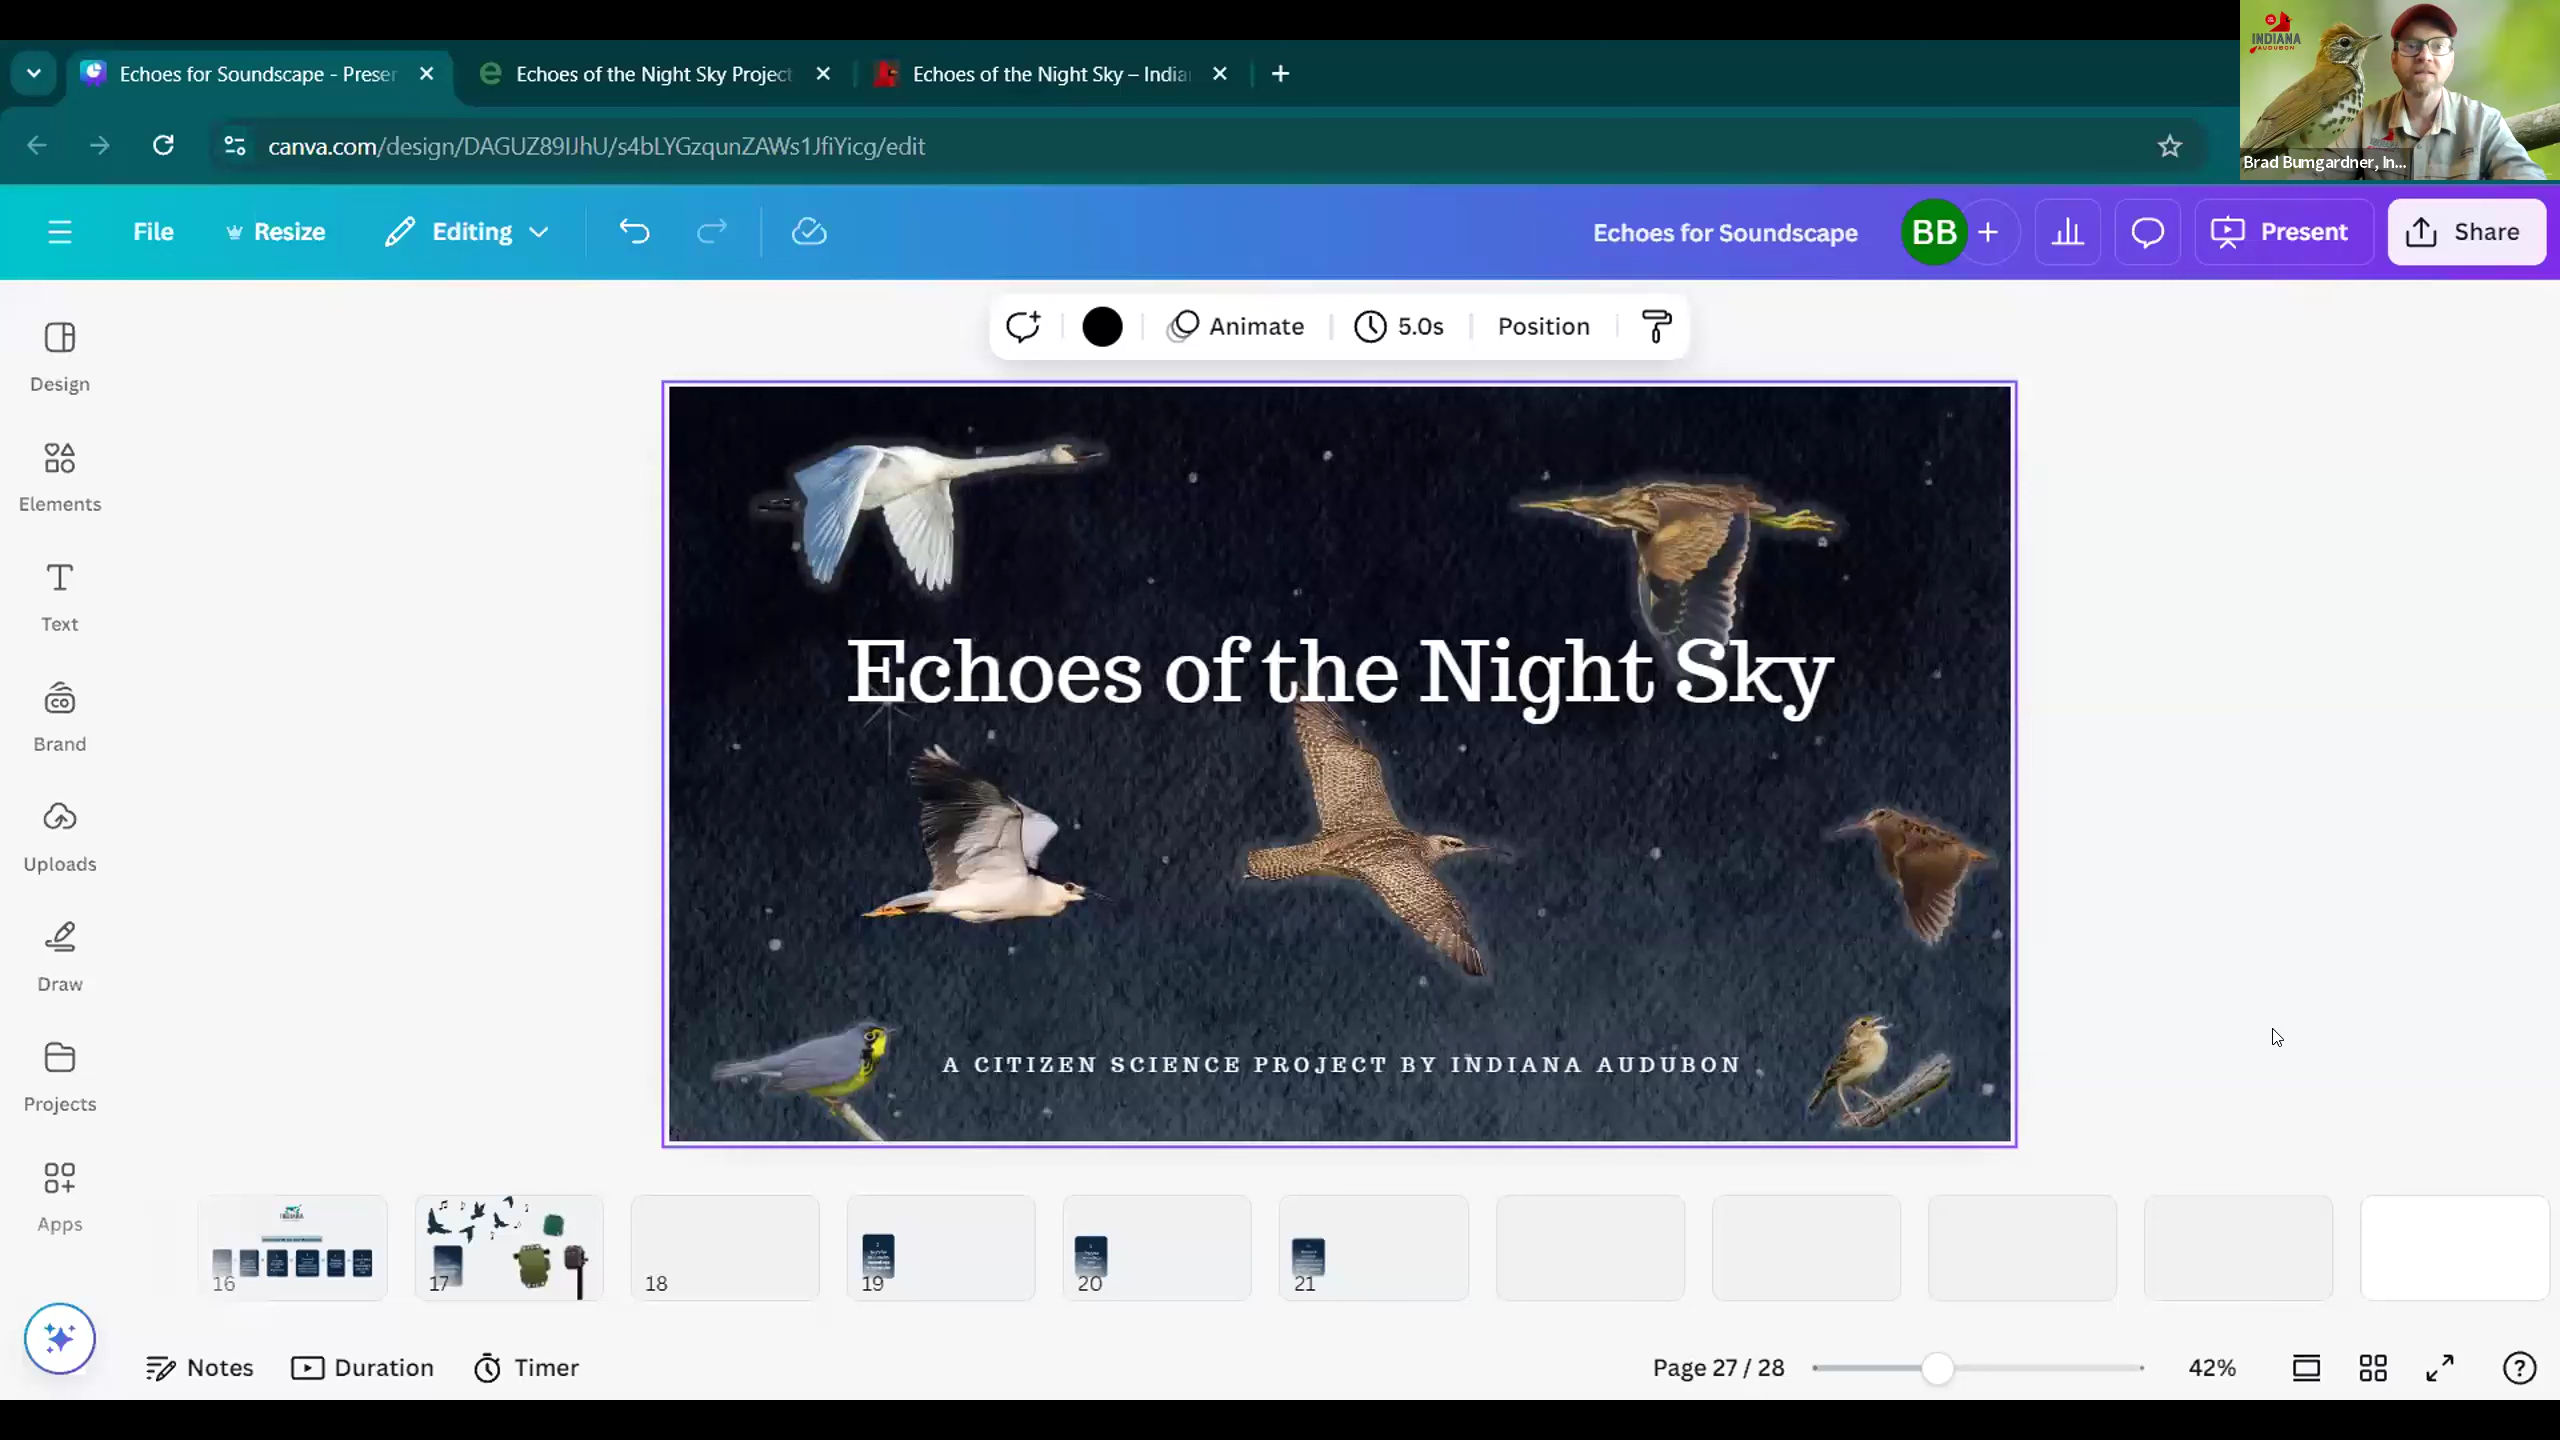 Echoes for Soundscape - Preser
Echoes of the Night Sky Project
Echoes of the Night Sky – India
INDIANA
AUDUBON
Brad Bumgardner, In...
canva.com/design/DAGUZ89IJhU/s4bLYGzqunZAWs1JfiYicg/edit
File
Resize
Editing
Echoes for Soundscape
BB
Present
Share
Animate
5.0s
Position
Design
Elements
Text
Brand
Uploads
Draw
Projects
Apps
Echoes of the Night Sky
A CITIZEN SCIENCE PROJECT BY INDIANA AUDUBON
16
17
18
19
20
21
Notes
Duration
Timer
Page 27 / 28
42%